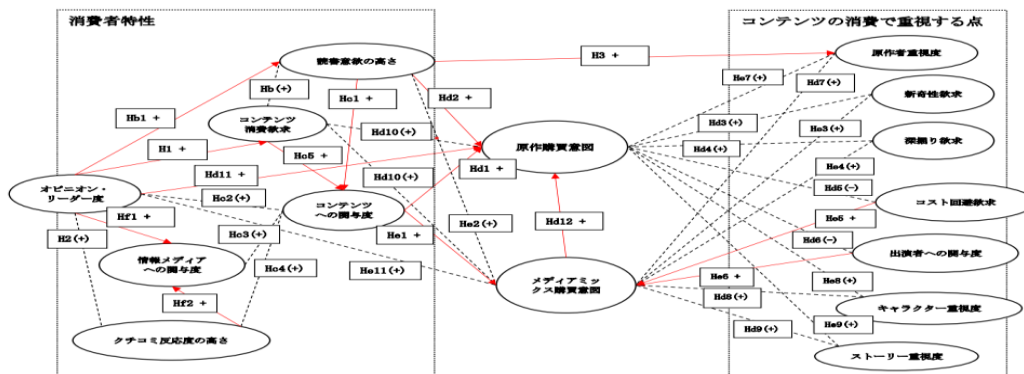 消費者特性
コンテンツの消費で重視する点
読書意欲の高さ
H3 +
原作者重視度
Hb(+)
He7(+)
Hd7(+)
Hc1 +
Hd2 +
新奇性欲求
Hb1 +
コンテンツ
消費欲求
Hd10(+)
Hd3(+)
He3(+)
H1 +
Hc5 +
原作購買意図
Hd4(+)
深掘り欲求
Hd11 +
Hd10(+)
Hd1 +
He4(+)
オピニオン・
リーダー度
Hc2(+)
コンテンツ
への関与度
Hd5(-)
コスト回避欲求
Hf1 +
Hd12 +
He2(+)
He5 +
H2(+)
Hc3(+)
He1 +
Hd6(-)
出演者への関与度
情報メディア
への関与度
Hc4(+)
He11(+)
He6 +
He8(+)
メディアミッ
クス購買意図
Hd8(+)
キャラクター重視度
Hf2 +
Hd9(+)
He9(+)
クチコミ反応度の高さ
ストーリー重視度